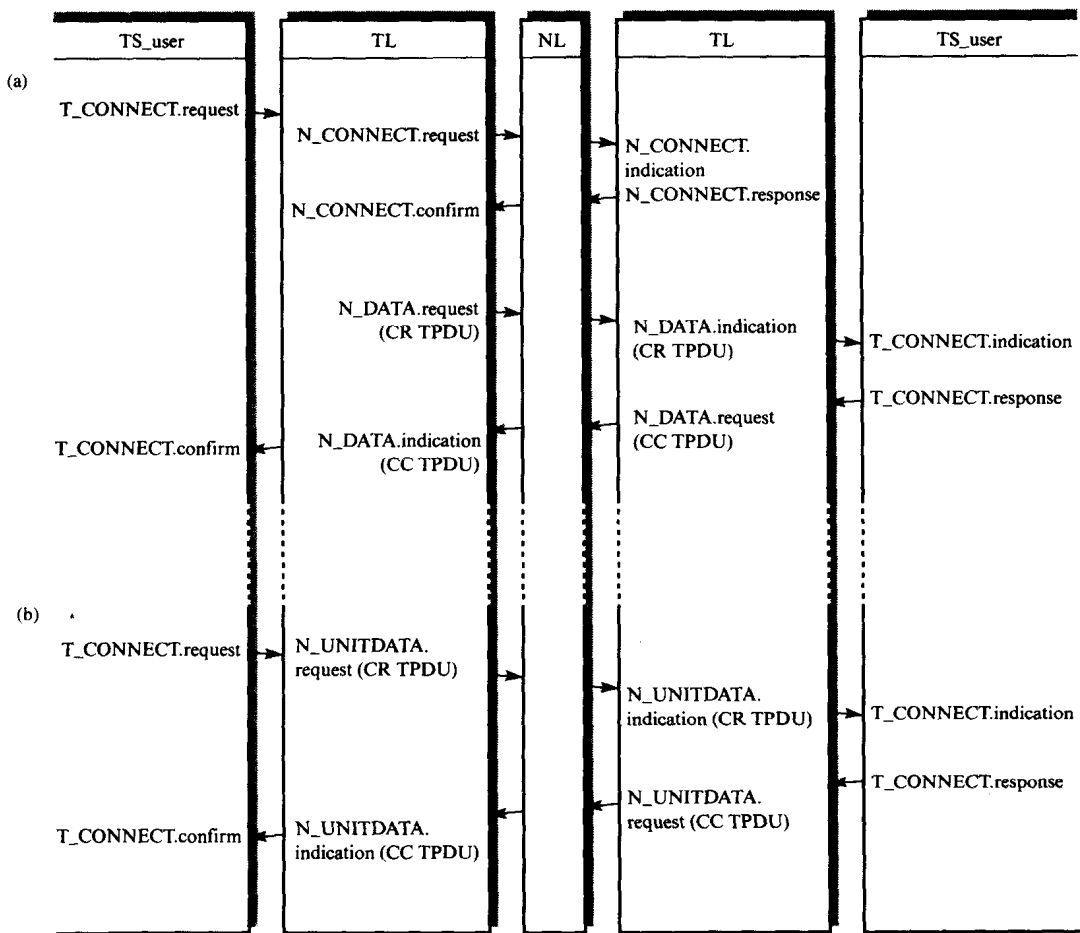 TS_user
TL
NL
TL
TS_user
(a)
T_CONNECT.request
N_CONNECT.request
N_CONNECT.
indication
N_CONNECT.response
N_CONNECT.confirm
N_DATA.request
(CR TPDU)
N_DATA.indication
(CR TPDU)
T_CONNECT.indication
T_CONNECT.response
N_DATA.request
(CC TPDU)
N_DATA.indication
(CC TPDU)
T_CONNECT.confirm
(b)
T_CONNECT.request
N_UNITDATA.
request (CR TPDU)
N_UNITDATA.
indication (CR TPDU)
T_CONNECT.indication
T_CONNECT.response
N_UNITDATA.
request (CC TPDU)
N_UNITDATA.
indication (CC TPDU)
T_CONNECT.confirm